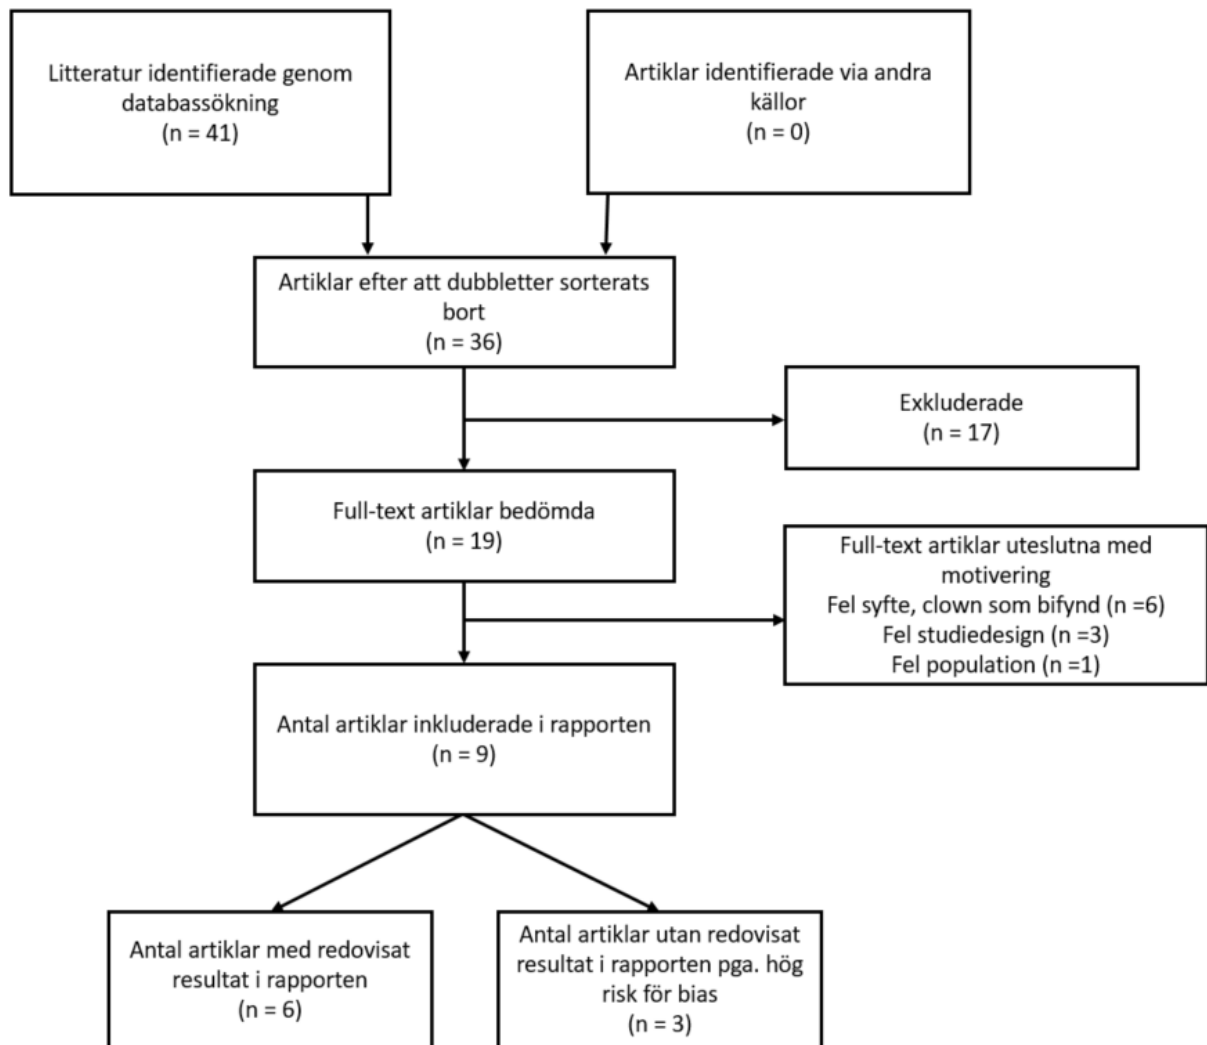 Litteratur identifierade genom
databassökning
(n = 41)
Artiklar identifierade via andra
källor
(n = 0)
Artiklar efter att dubbletter sorterats
bort
(n = 36)
Exkluderade
(n = 17)
Full-text artiklar bedömda
(n = 19)
Full-text artiklar uteslutna med
motivering
Fel syfte, clown som bifynd (n =6)
Fel studiedesign (n =3)
Fel population (n =1)
Antal artiklar inkluderade i rapporten
(n = 9)
Antal artiklar med redovisat
resultat i rapporten
(n = 6)
Antal artiklar utan redovisat
resultat i rapporten pga. hög
risk för bias
(n = 3)